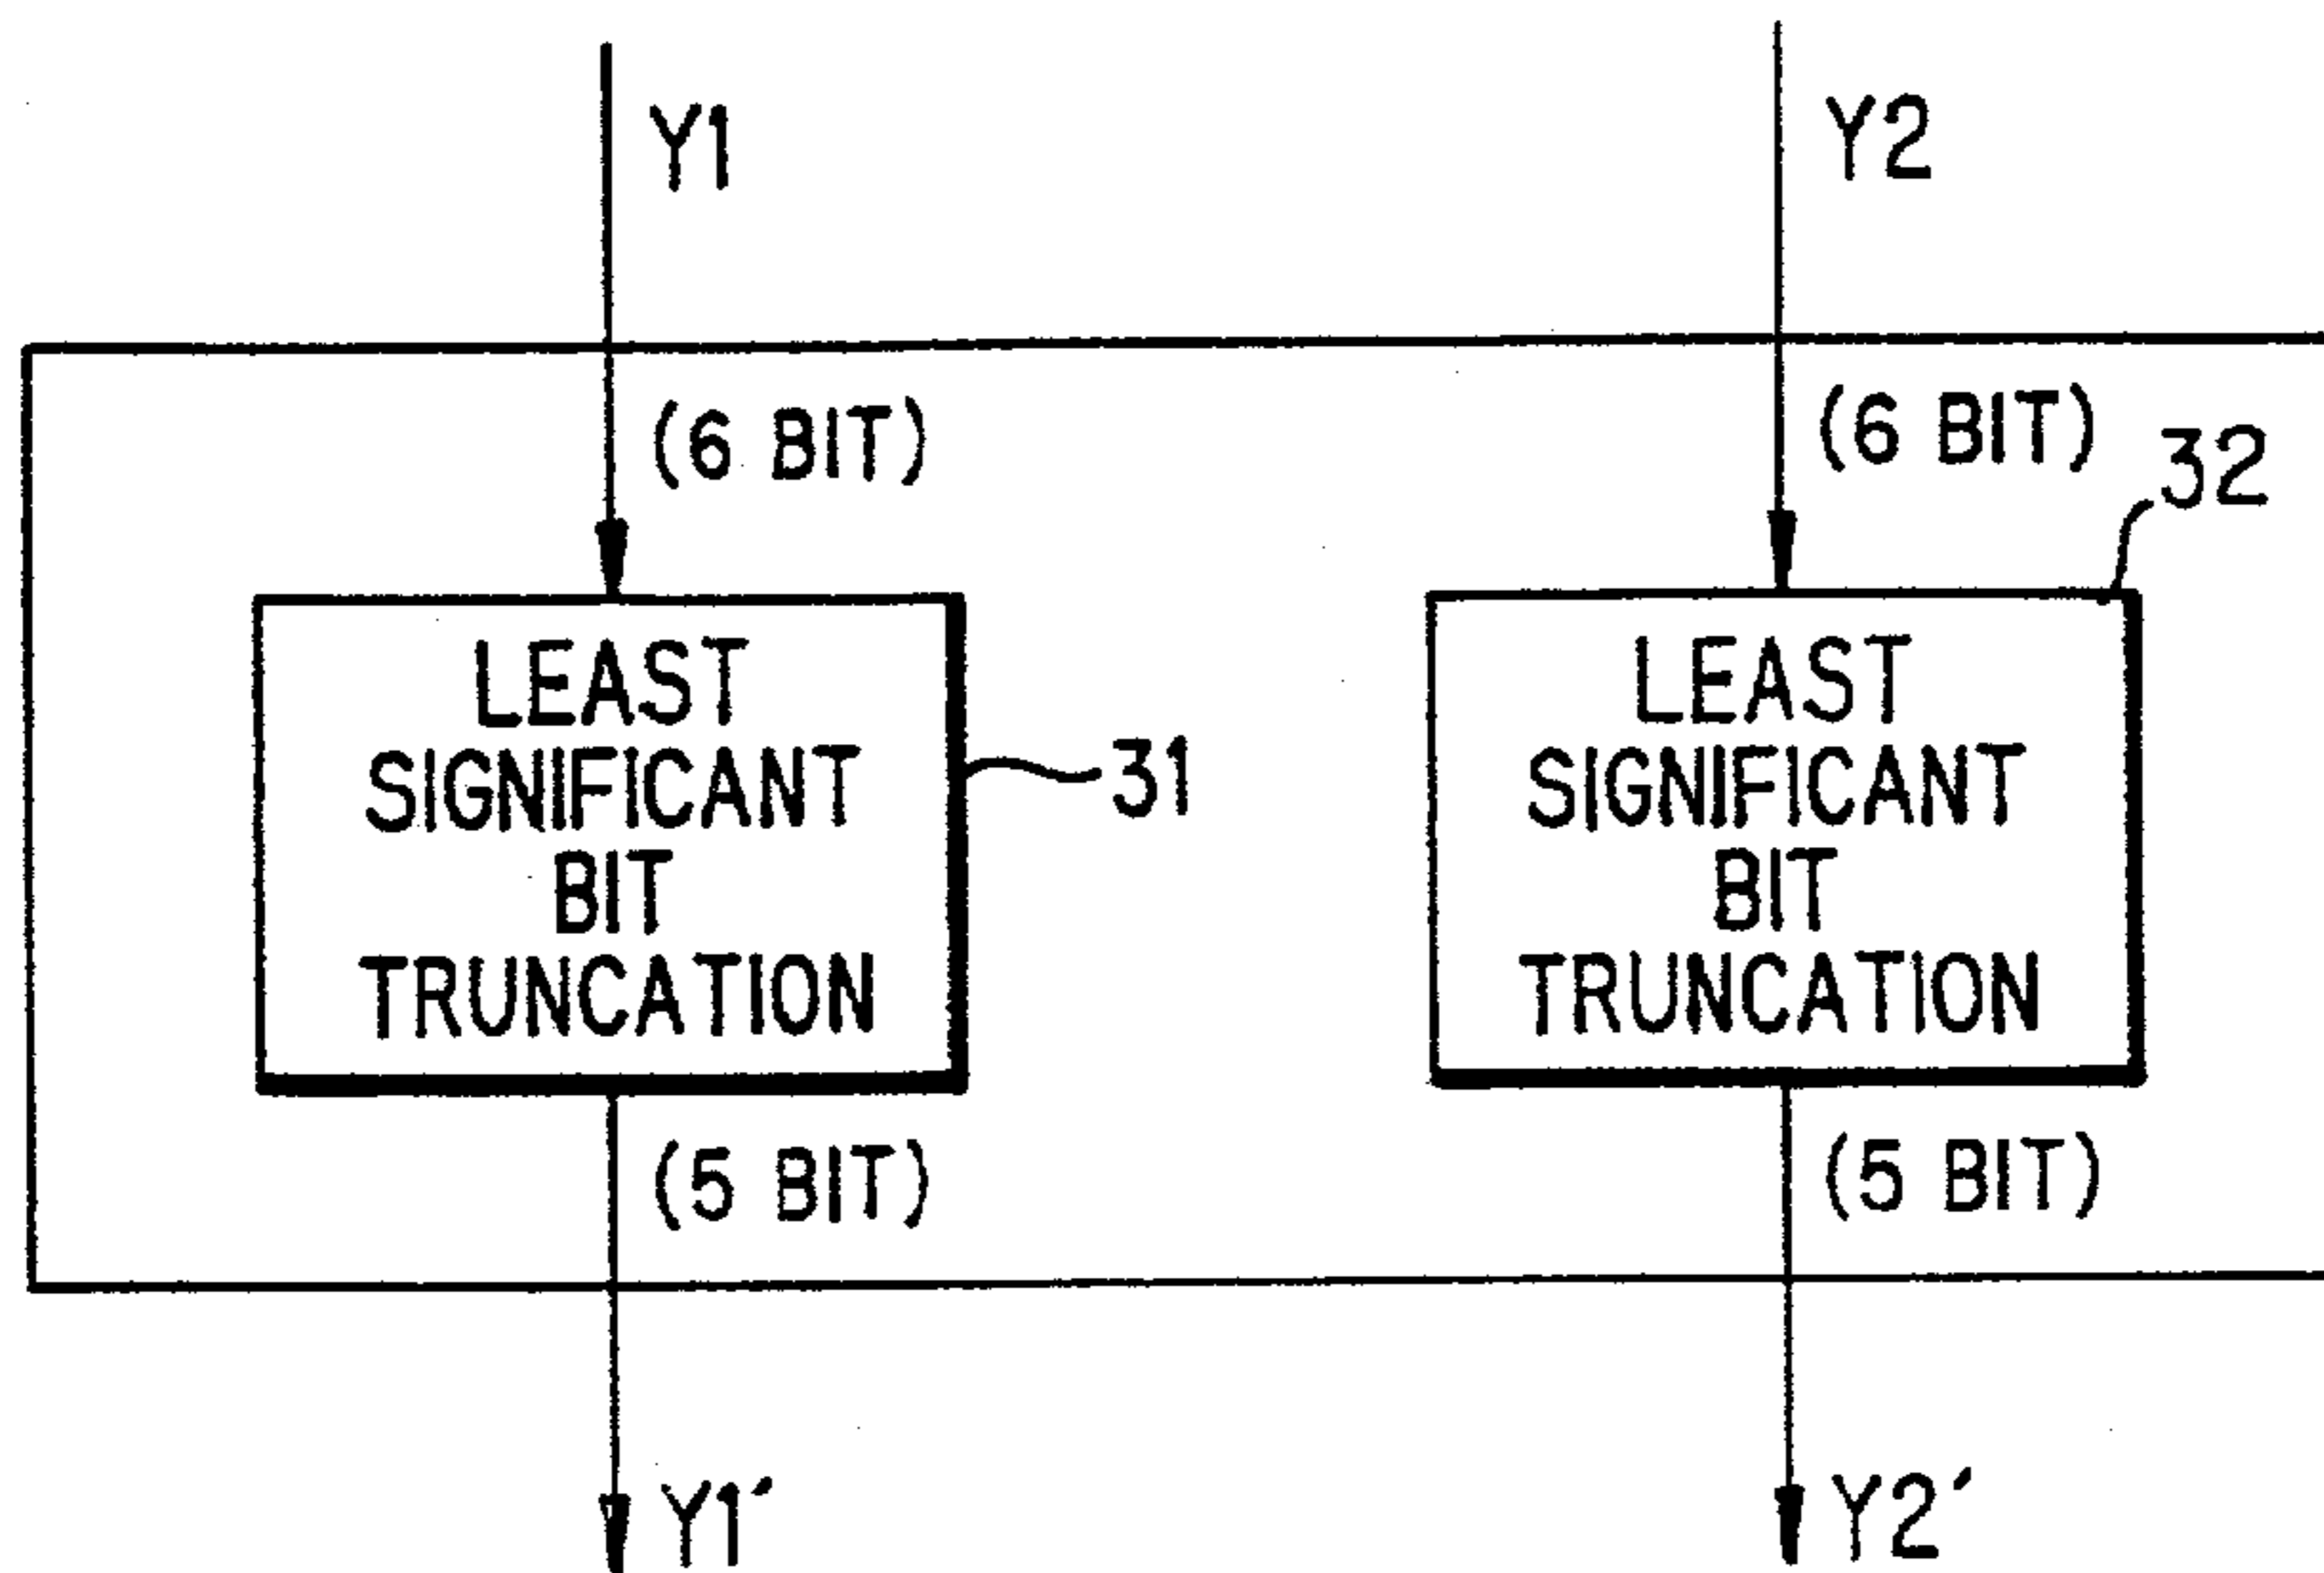 Y1
Y2
(6 BIT)
(6 BIT)
32
LEAST
SIGNIFICANT
BIT
TRUNCATION
31
LEAST
SIGNIFICANT
BIT
TRUNCATION
(5 BIT)
(5 BIT)
Y1′
Y2′